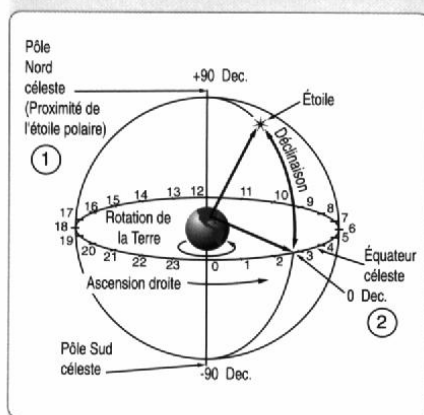 Pôle
Nord
céleste
(Proximité de
l'étoile polaire)
1
+90 Dec.
Étoile
Déclinaison
17 16 15 14 13 12 11 10 9 8 7
18 6
19 20 21 22 23 0 1 2 3 4 5
Rotation de
la Terre
Ascension droite
Équateur
céleste
0 Dec.
2
Pôle Sud
céleste
-90 Dec.